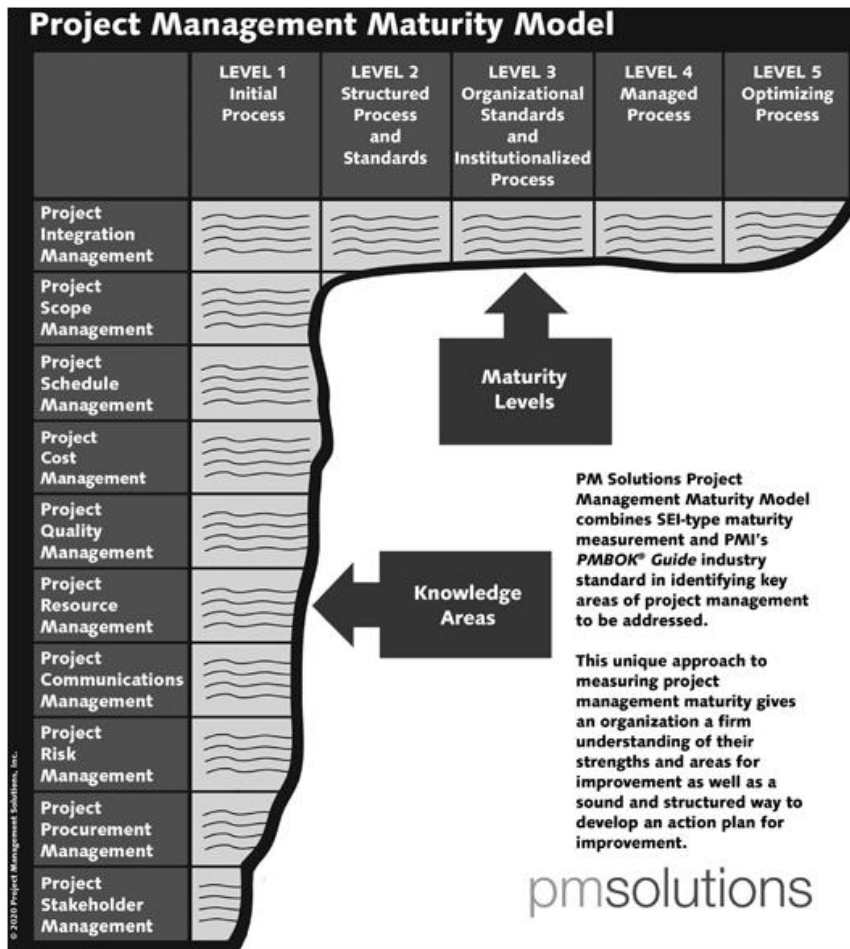 Project Management Maturity Model
LEVEL 1
Initial
Process
LEVEL 2
Structured
Process
and
Standards
LEVEL 3
Organizational
Standards
and
Institutionalized
Process
LEVEL 4
Managed
Process
LEVEL 5
Optimizing
Process
Project
Integration
Management
Project
Scope
Management
Project
Schedule
Management
Project
Cost
Management
Project
Quality
Management
Project
Resource
Management
Project
Communications
Management
Project
Risk
Management
Project
Procurement
Management
Project
Stakeholder
Management
Maturity
Levels
Knowledge
Areas
PM Solutions Project
Management Maturity Model
combines SEI-type maturity
measurement and PMI's
PMBOK® Guide industry
standard in identifying key
areas of project management
to be addressed.
This unique approach to
measuring project
management maturity gives
an organization a firm
understanding of their
strengths and areas for
improvement as well as a
sound and structured way to
develop an action plan for
improvement.
pmsolutions
© 2020 Project Management Solutions, Inc.